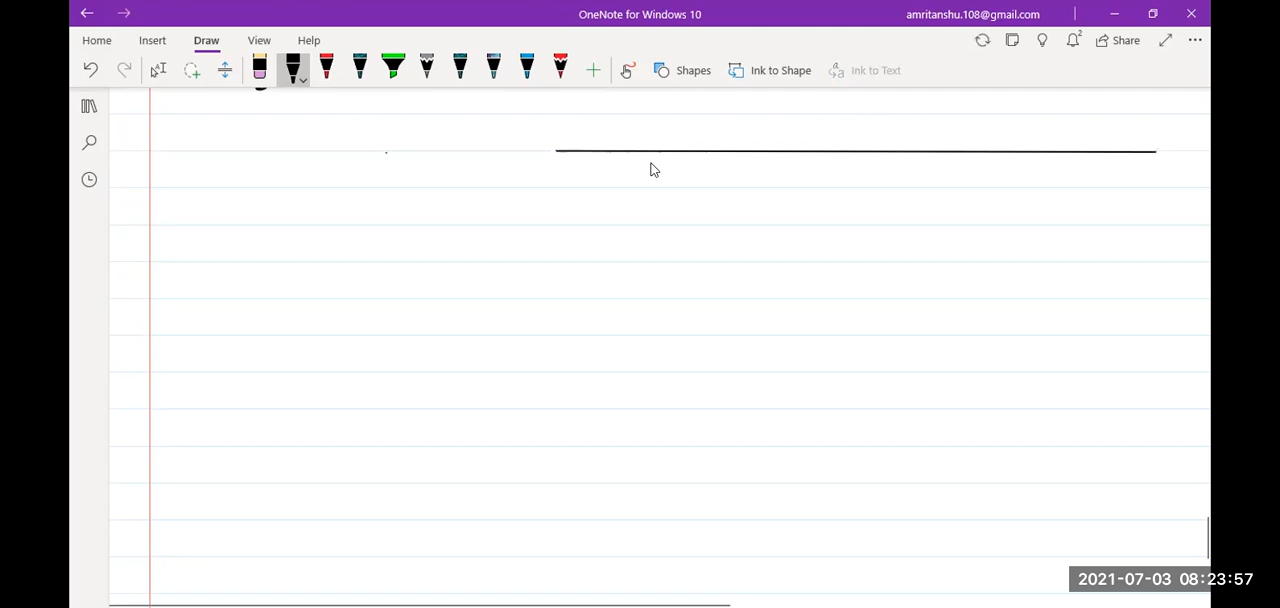 OneNote for Windows 10
amritanshu.108@gmail.com
Home Insert Draw View Help
2
Share
Shapes
Ink to Shape
Ink to Text
2021-07-03 08:23:57